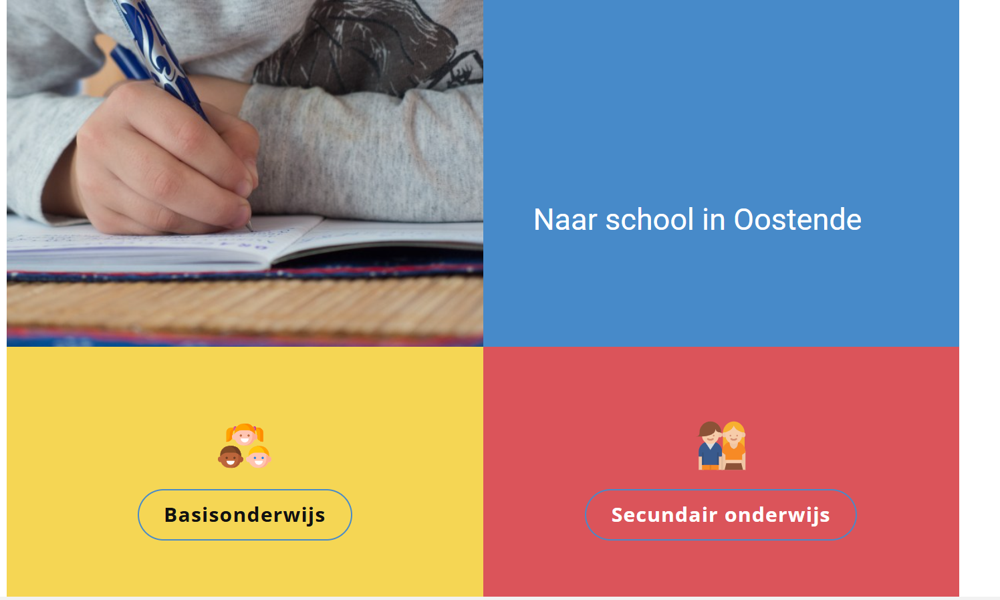 Naar school in Oostende
Basisonderwijs
Secundair onderwijs